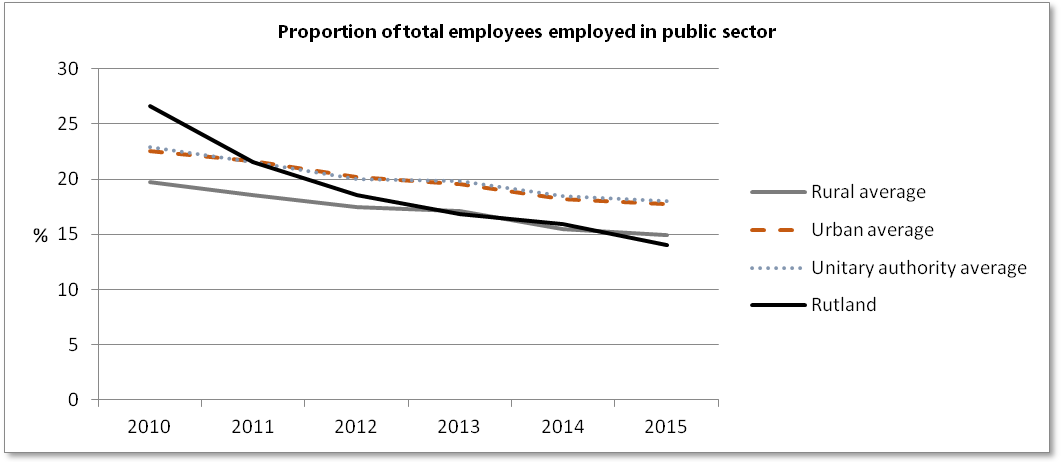 Proportion of total employees employed in public sector
30
25
20
15
10
5
0
%
2010 2011 2012 2013 2014 2015
Rural average
Urban average
Unitary authority average
Rutland